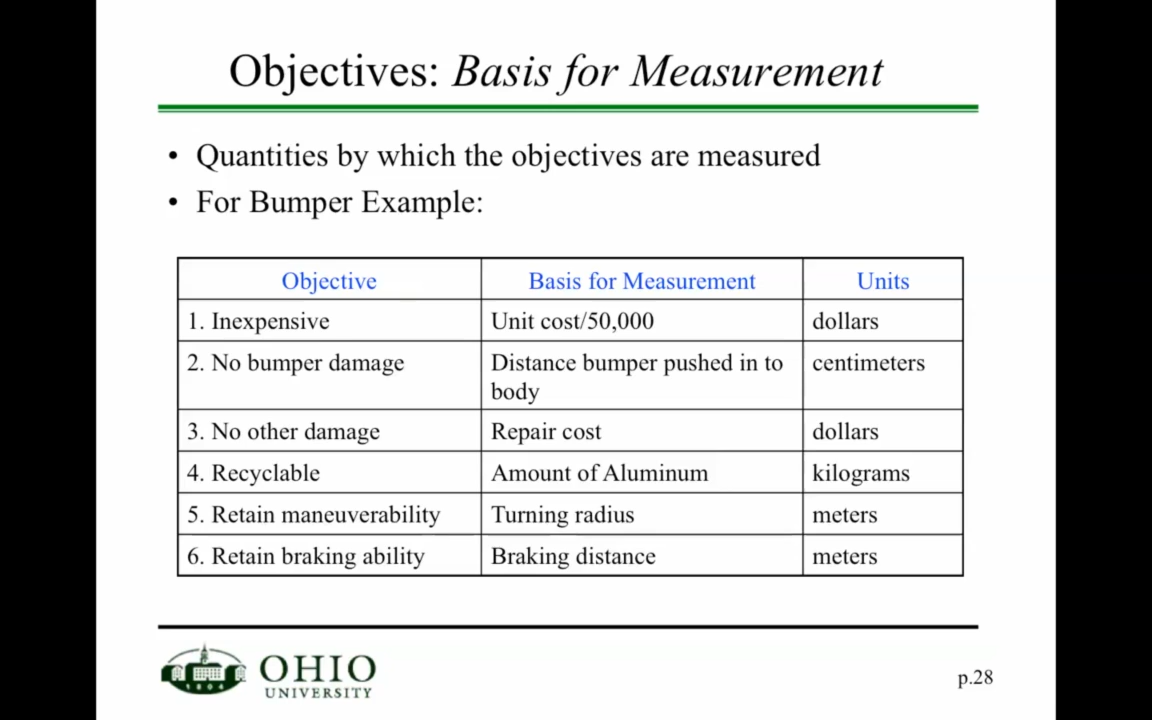 Objectives: Basis for Measurement
• Quantities by which the objectives are measured
• For Bumper Example:
Objective Basis for Measurement Units
1. Inexpensive Unit cost/50,000 dollars
2. No bumper damage Distance bumper pushed in to centimeters
body
3. No other damage Repair cost dollars
4. Recyclable Amount of Aluminum kilograms
5. Retain maneuverability Turning radius meters
6. Retain braking ability Braking distance meters
1804
OHIO
UNIVERSITY
p.28